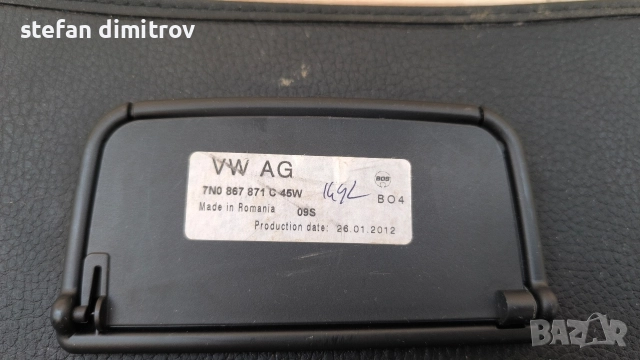 stefan dimitrov
VW AG
7N0 867 871 C 45W
BOS
BO4
Made in Romania 09S
Production date: 26.01.2012
BAZAR